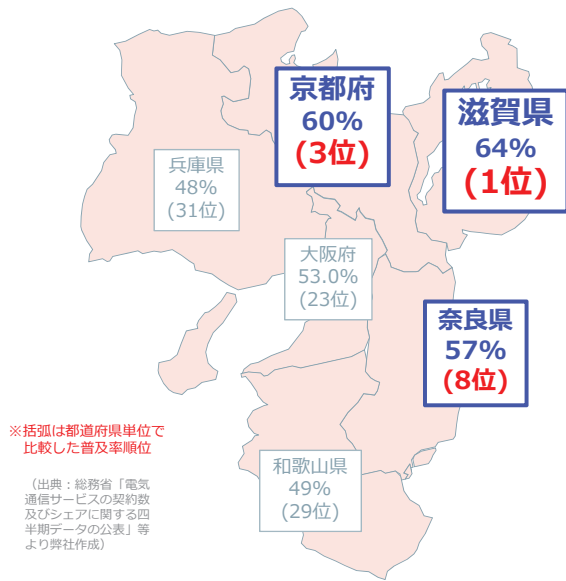 京都府
60%
(3位)
滋賀県
64%
(1位)
兵庫県
48%
(31位)
大阪府
53.0%
(23位)
奈良県
57%
(8位)
※括弧は都道府県単位で
比較した普及率順位
和歌山県
49%
(29位)
（出典：総務省「電気
通信サービスの契約数
及びシェアに関する四
半期データの公表」等
より弊社作成）